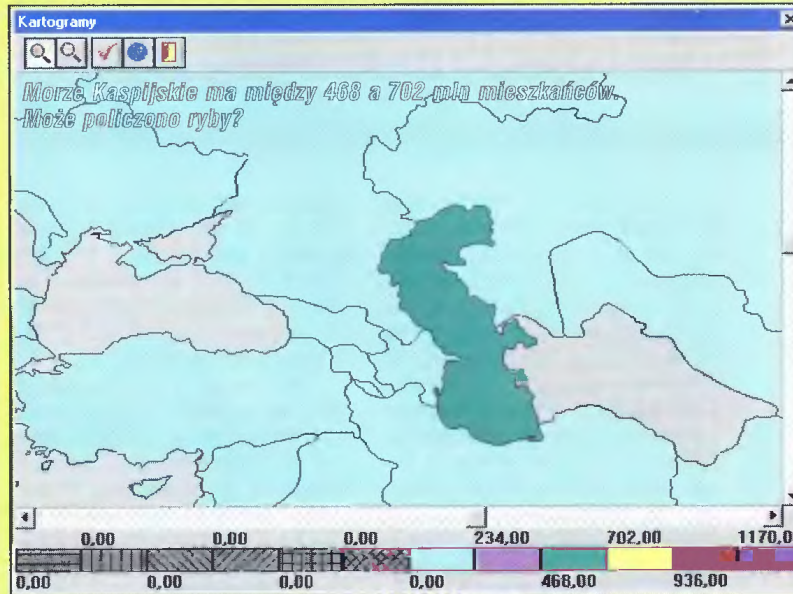 Kartogramy
Morze Kaspijskie ma między 468 a 702 mln mieszkańców.
Może policzono ryby?
0,00 0,00 0,00 234,00 702,00 1170,0
0,00 0,00 0,00 0,00 468,00 936,00